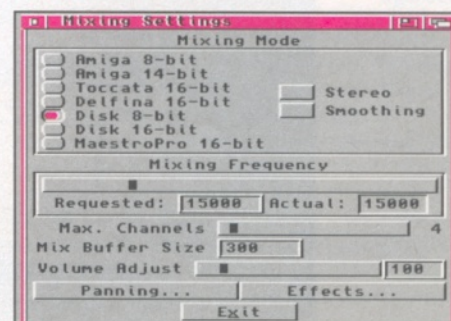 Mixing Settings
Mixing Mode
Amiga 8-bit
Amiga 14-bit
Toccata 16-bit
Delfina 16-bit
Disk 8-bit
Disk 16-bit
MaestroPro 16-bit
Stereo
Smoothing
Mixing Frequency
Requested: 15000 Actual: 15000
Max. Channels 4
Mix Buffer Size 300
Volume Adjust 100
Panning... Effects...
Exit